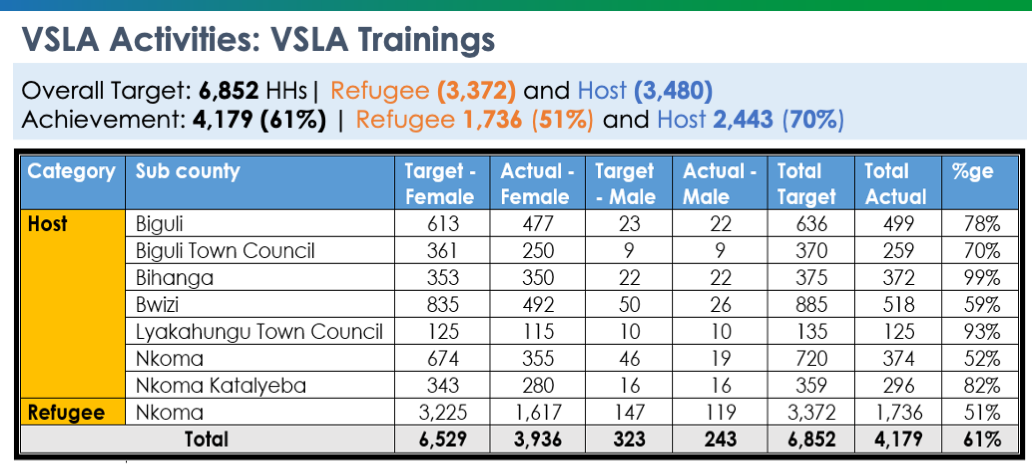 VSLA Activities: VSLA Trainings
Overall Target: 6,852 HHs| Refugee (3,372) and Host (3,480)
Achievement: 4,179 (61%) | Refugee 1,736 (51%) and Host 2,443 (70%)
Category Sub county Target - Female Actual - Female Target - Male Actual - Male Total Target Total Actual %ge
Host Biguli 613 477 23 22 636 499 78%
Biguli Town Council 361 250 9 9 370 259 70%
Bihanga 353 350 22 22 375 372 99%
Bwizi 835 492 50 26 885 518 59%
Lyakahungu Town Council 125 115 10 10 135 125 93%
Nkoma 674 355 46 19 720 374 52%
Nkoma Katalyeba 343 280 16 16 359 296 82%
Refugee Nkoma 3,225 1,617 147 119 3,372 1,736 51%
Total 6,529 3,936 323 243 6,852 4,179 61%